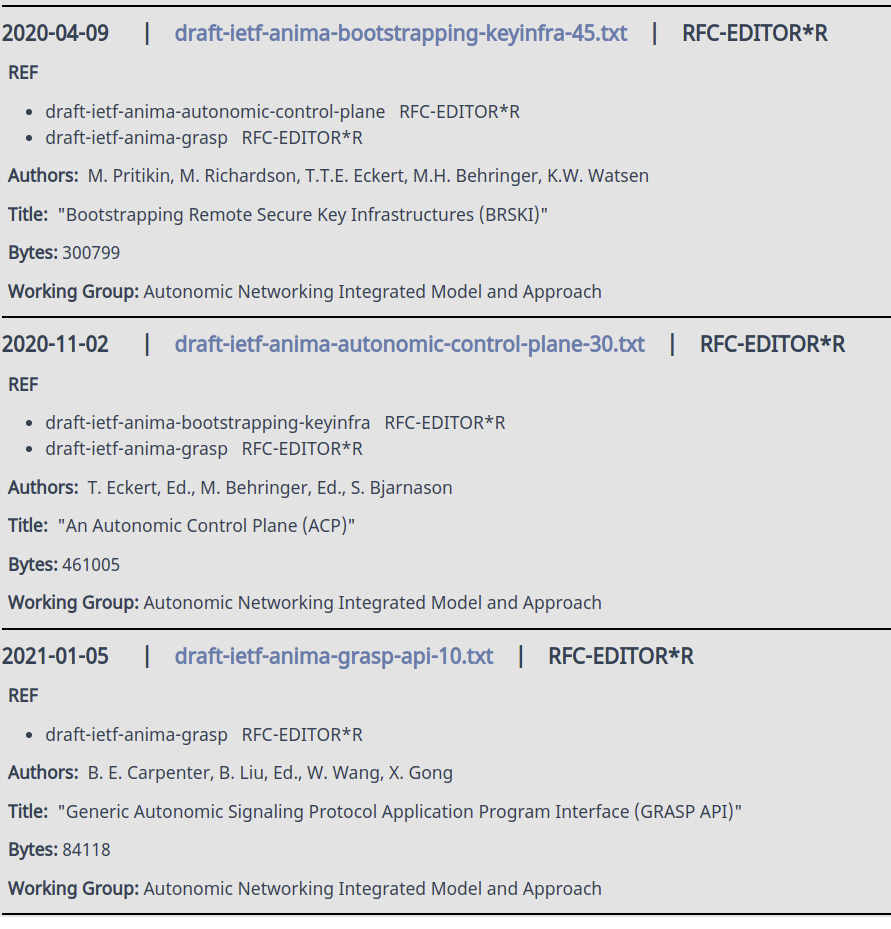 2020-04-09 | draft-ietf-anima-bootstrapping-keyinfra-45.txt | RFC-EDITOR*R
REF
• draft-ietf-anima-autonomic-control-plane RFC-EDITOR*R
• draft-ietf-anima-grasp RFC-EDITOR*R
Authors: M. Pritikin, M. Richardson, T.T.E. Eckert, M.H. Behringer, K.W. Watsen
Title: "Bootstrapping Remote Secure Key Infrastructures (BRSKI)"
Bytes: 300799
Working Group: Autonomic Networking Integrated Model and Approach
2020-11-02 | draft-ietf-anima-autonomic-control-plane-30.txt | RFC-EDITOR*R
REF
• draft-ietf-anima-bootstrapping-keyinfra RFC-EDITOR*R
• draft-ietf-anima-grasp RFC-EDITOR*R
Authors: T. Eckert, Ed., M. Behringer, Ed., S. Bjarnason
Title: "An Autonomic Control Plane (ACP)"
Bytes: 461005
Working Group: Autonomic Networking Integrated Model and Approach
2021-01-05 | draft-ietf-anima-grasp-api-10.txt | RFC-EDITOR*R
REF
• draft-ietf-anima-grasp RFC-EDITOR*R
Authors: B. E. Carpenter, B. Liu, Ed., W. Wang, X. Gong
Title: "Generic Autonomic Signaling Protocol Application Program Interface (GRASP API)"
Bytes: 84118
Working Group: Autonomic Networking Integrated Model and Approach